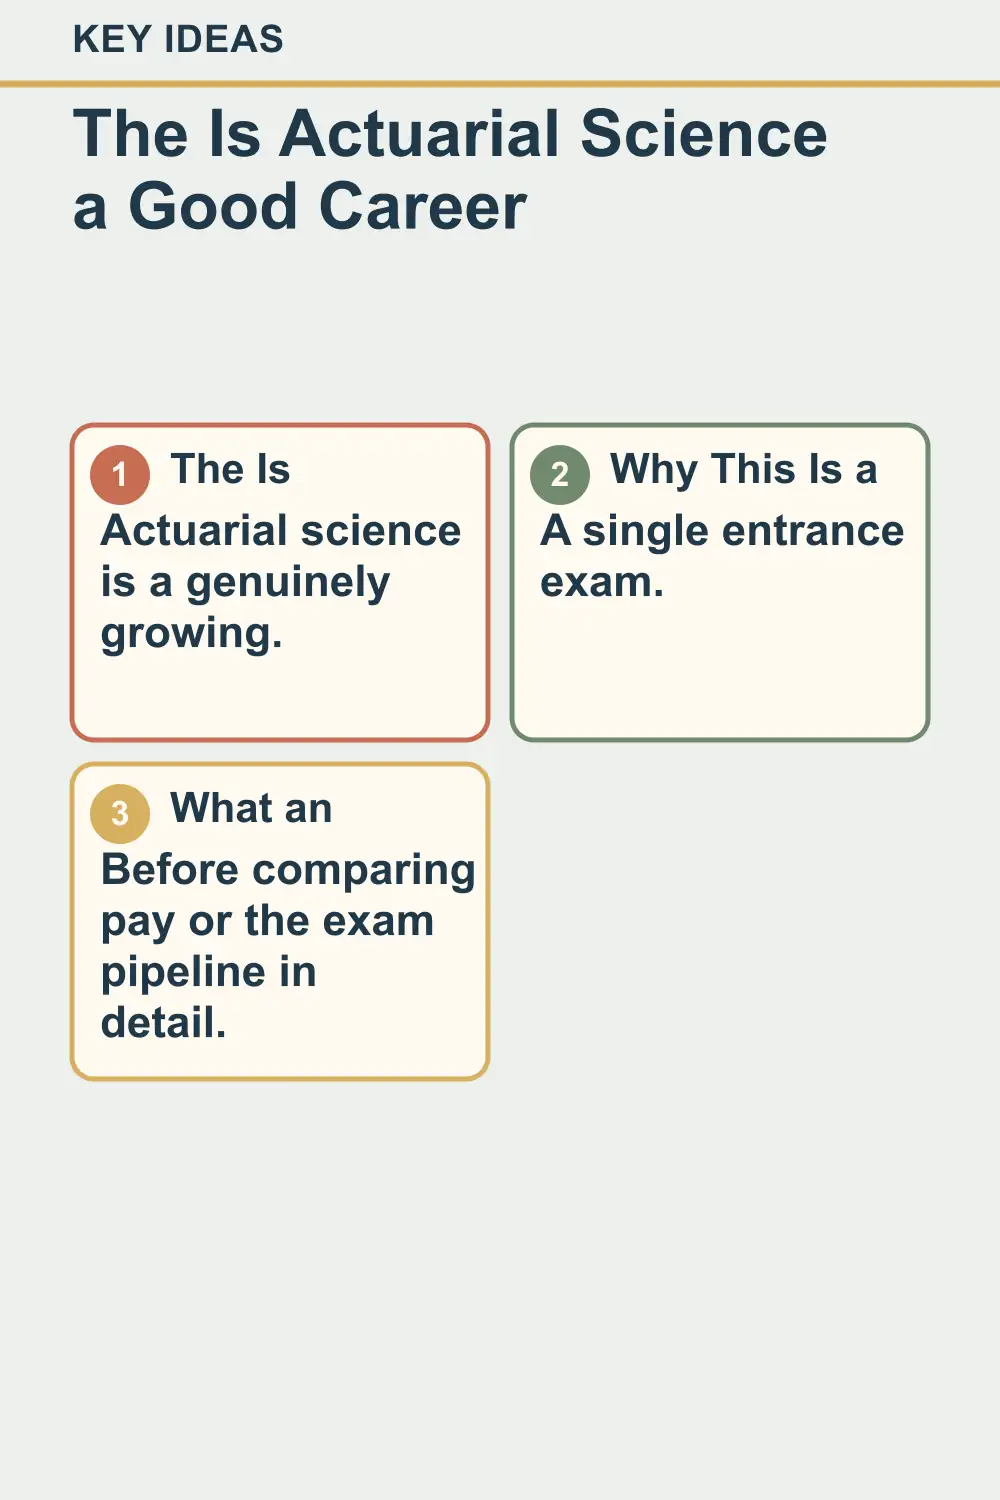 KEY IDEAS
The Is Actuarial Science
a Good Career
1 The Is
Actuarial science
is a genuinely
growing.
2 Why This Is a
A single entrance
exam.
3 What an
Before comparing
pay or the exam
pipeline in
detail.